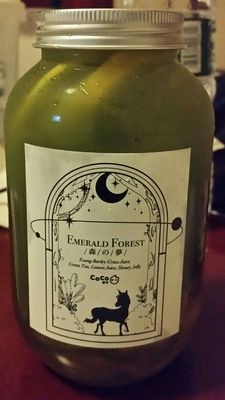 EMERALD FOREST
/ 森 / の / 夢 /
Young Barley Grass Juice,
Green Tea, Lemon Juice, Honey Jelly
CoCo